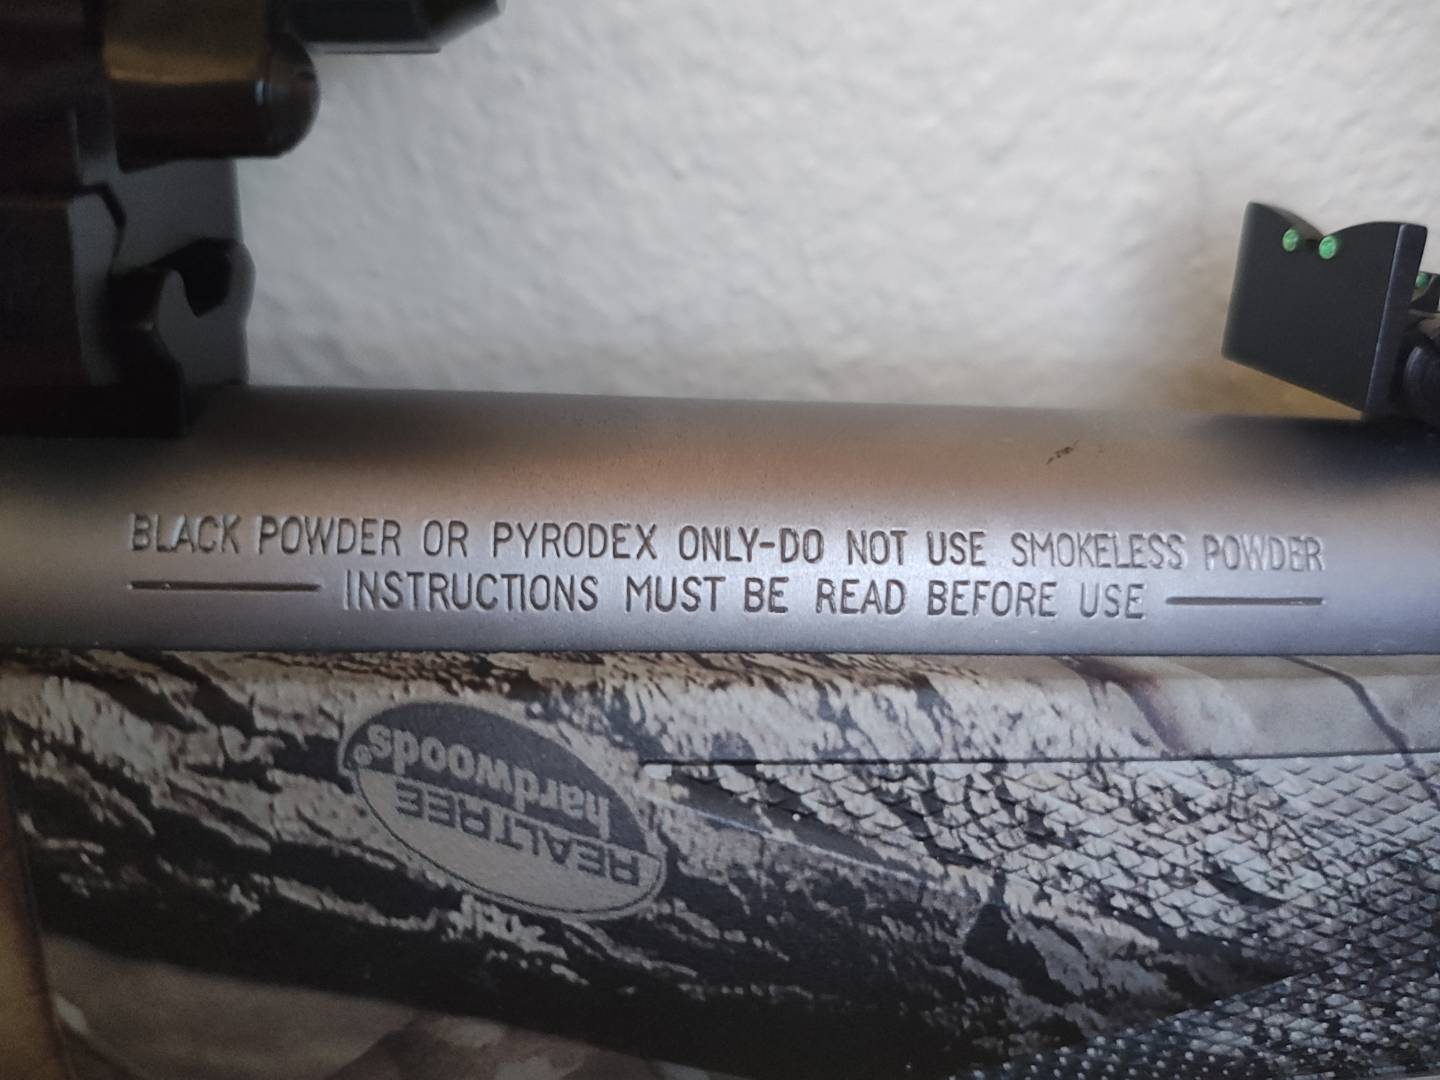 BLACK POWDER OR PYRODEX ONLY-DO NOT USE SMOKELESS POWDER
INSTRUCTIONS MUST BE READ BEFORE USE
REALTREE
hardwoods®